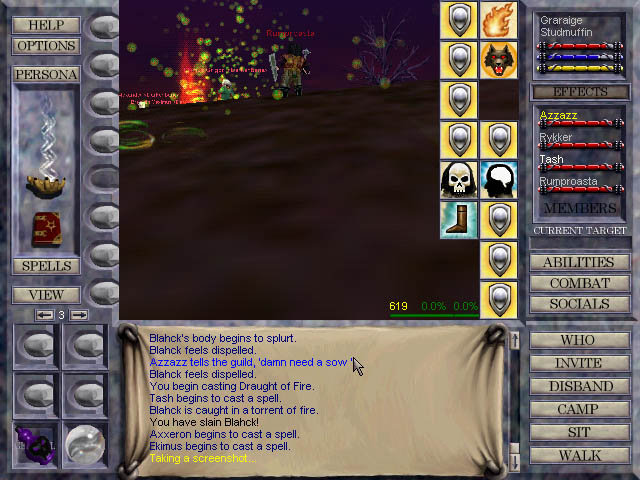 HELP
OPTIONS
PERSONA
SPELLS
VIEW
3
Rumproasta
619 0.0% 0.0%
Graraige
Studmuffin
EFFECTS
Azzazz
Rykker
Tash
Rumproasta
MEMBERS
CURRENT TARGET
ABILITIES
COMBAT
SOCIALS
WHO
INVITE
DISBAND
CAMP
SIT
WALK
Blahck's body begins to splurt.
Blahck feels dispelled.
Azzazz tells the guild, 'damn need a sow '
Blahck feels dispelled.
You begin casting Draught of Fire.
Tash begins to cast a spell.
Blahck is caught in a torrent of fire.
You have slain Blahck!
Axxeron begins to cast a spell.
Ekimus begins to cast a spell.
Taking a screenshot...